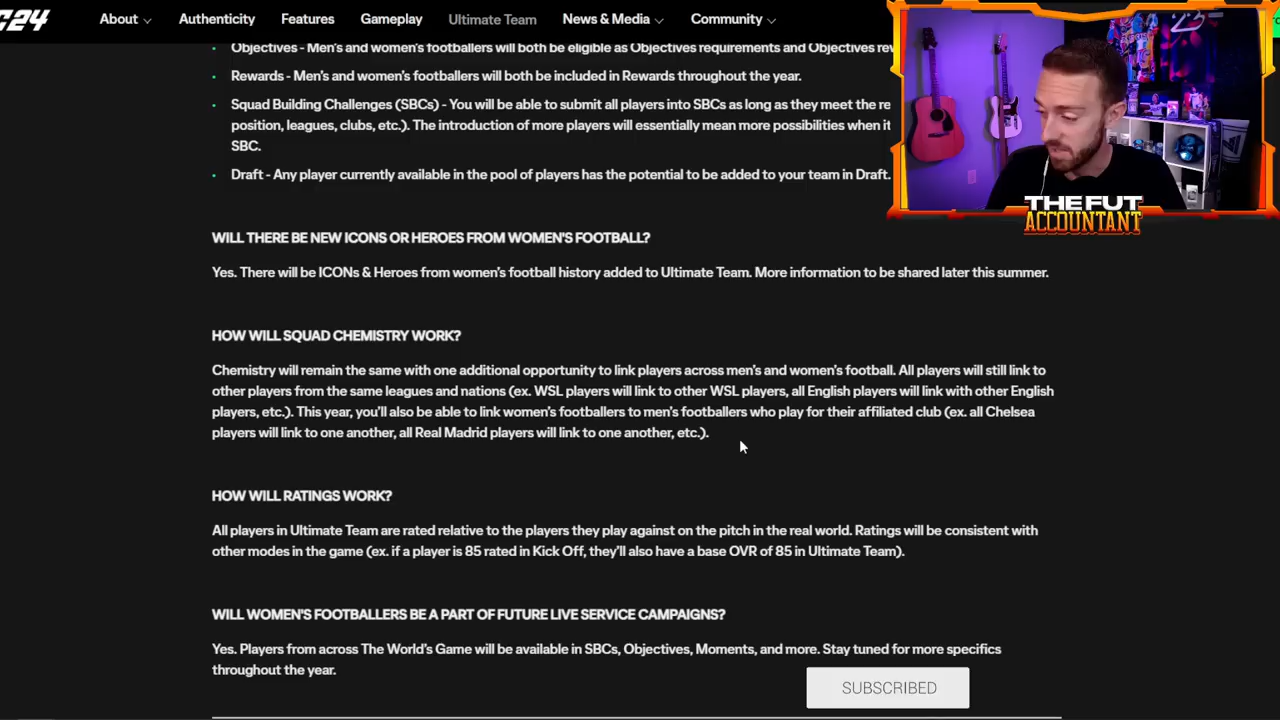 C24 About Authenticity Features Gameplay Ultimate Team News & Media Community
Objectives - Men's and women's footballers will both be eligible as Objectives requirements and Objectives
Rewards - Men's and women's footballers will both be included in Rewards throughout the year.
Squad Building Challenges (SBCs) - You will be able to submit all players into SBCs as long as they meet the
position, leagues, clubs, etc.). The introduction of more players will essentially mean more possibilities when it
SBC.
Draft - Any player currently available in the pool of players has the potential to be added to your team in Draft.
THE FUT
ACCOUNTANT
WILL THERE BE NEW ICONS OR HEROES FROM WOMEN'S FOOTBALL?
Yes. There will be ICONs & Heroes from women's football history added to Ultimate Team. More information to be shared later this summer.
HOW WILL SQUAD CHEMISTRY WORK?
Chemistry will remain the same with one additional opportunity to link players across men's and women's football. All players will still link to
other players from the same leagues and nations (ex. WSL players will link to other WSL players, all English players will link with other English
players, etc.). This year, you'll also be able to link women's footballers to men's footballers who play for their affiliated club (ex. all Chelsea
players will link to one another, all Real Madrid players will link to one another, etc.).
HOW WILL RATINGS WORK?
All players in Ultimate Team are rated relative to the players they play against on the pitch in the real world. Ratings will be consistent with
other modes in the game (ex. if a player is 85 rated in Kick Off, they'll also have a base OVR of 85 in Ultimate Team).
WILL WOMEN'S FOOTBALLERS BE A PART OF FUTURE LIVE SERVICE CAMPAIGNS?
Yes. Players from across The World's Game will be available in SBCs, Objectives, Moments, and more. Stay tuned for more specifics
throughout the year.
SUBSCRIBED